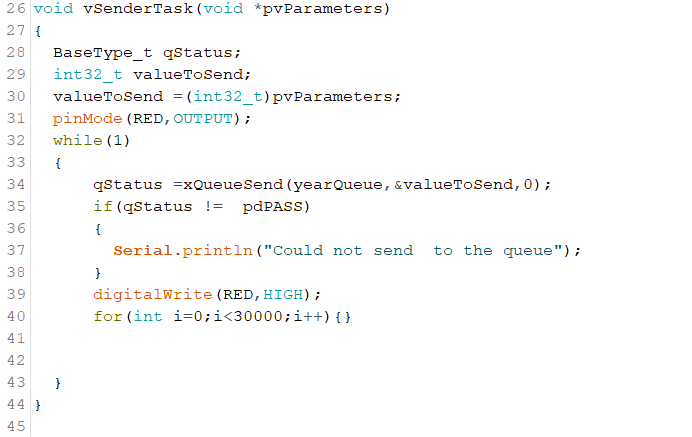 26 void vSenderTask(void *pvParameters)
27 {
28   BaseType_t qStatus;
29   int32_t valueToSend;
30   valueToSend =(int32_t)pvParameters;
31   pinMode(RED,OUTPUT);
32   while(1)
33   {
34       qStatus =xQueueSend(yearQueue,&valueToSend,0);
35       if(qStatus !=  pdPASS)
36       {
37         Serial.println("Could not send  to the queue");
38       }
39       digitalWrite(RED,HIGH);
40       for(int i=0;i<30000;i++){}
41
42
43   }
44 }
45